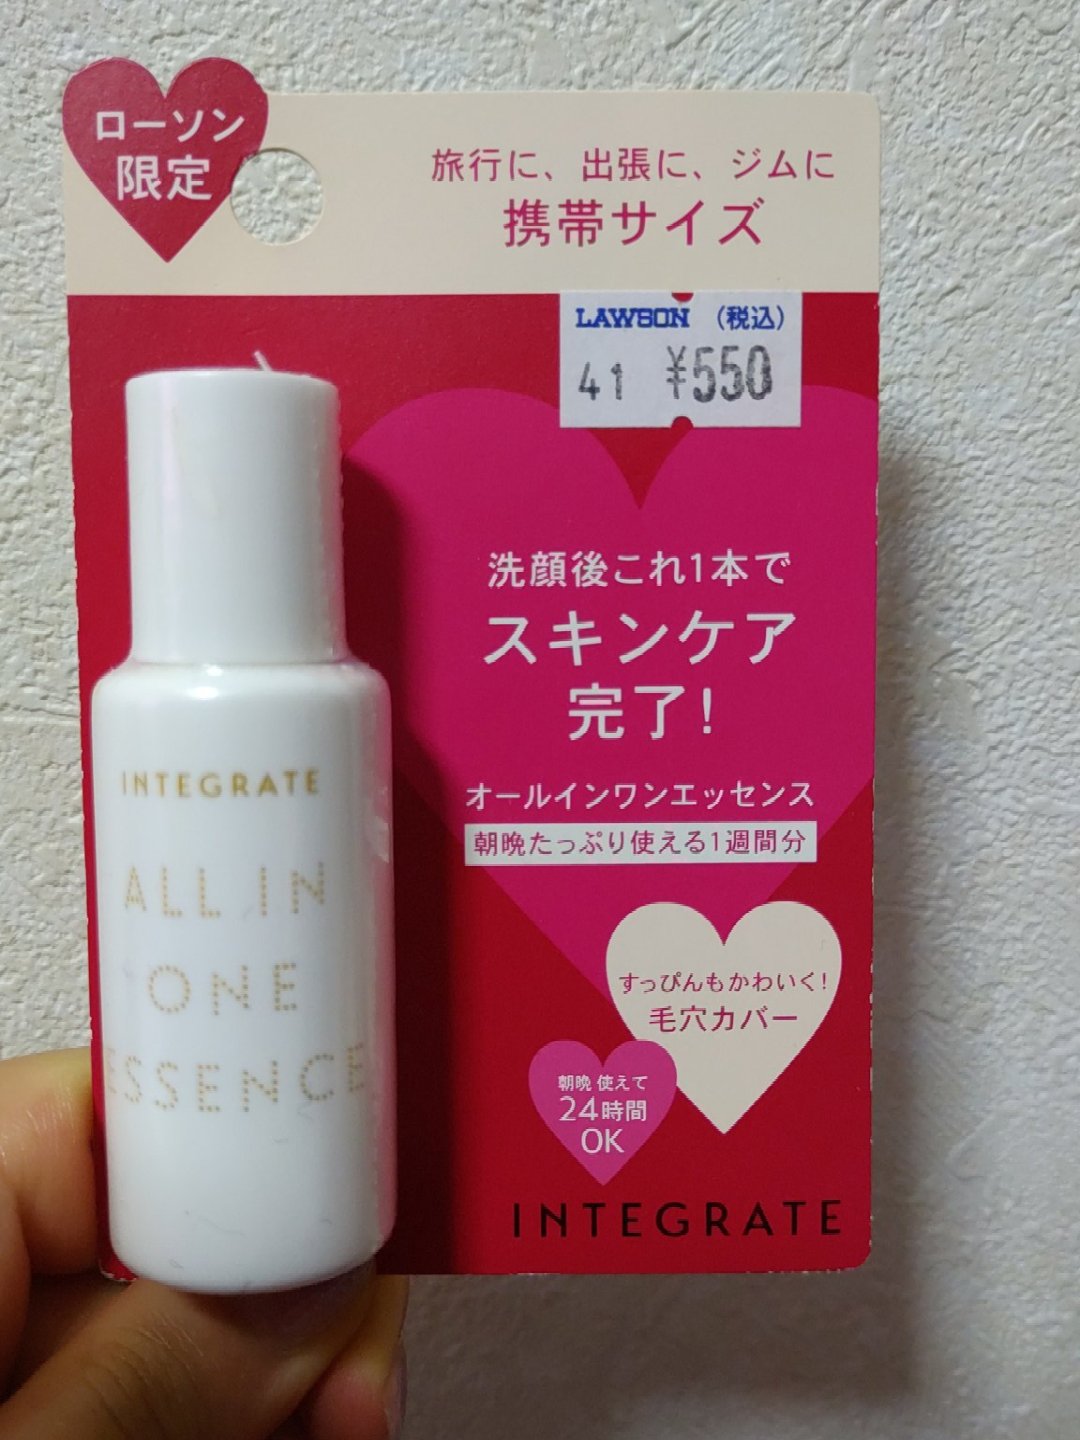 ローソン
限定
旅行に、出張に、ジムに
携帯サイズ
LAWSON (税込)
41 ¥550
洗顔後これ1本で
スキンケア
完了!
オールインワンエッセンス
朝晩たっぷり使える1週間分
すっぴんもかわいく!
毛穴カバー
朝晩 使えて
24時間
OK
INTEGRATE
INTEGRATE
ALL IN
ONE
ESSENCE